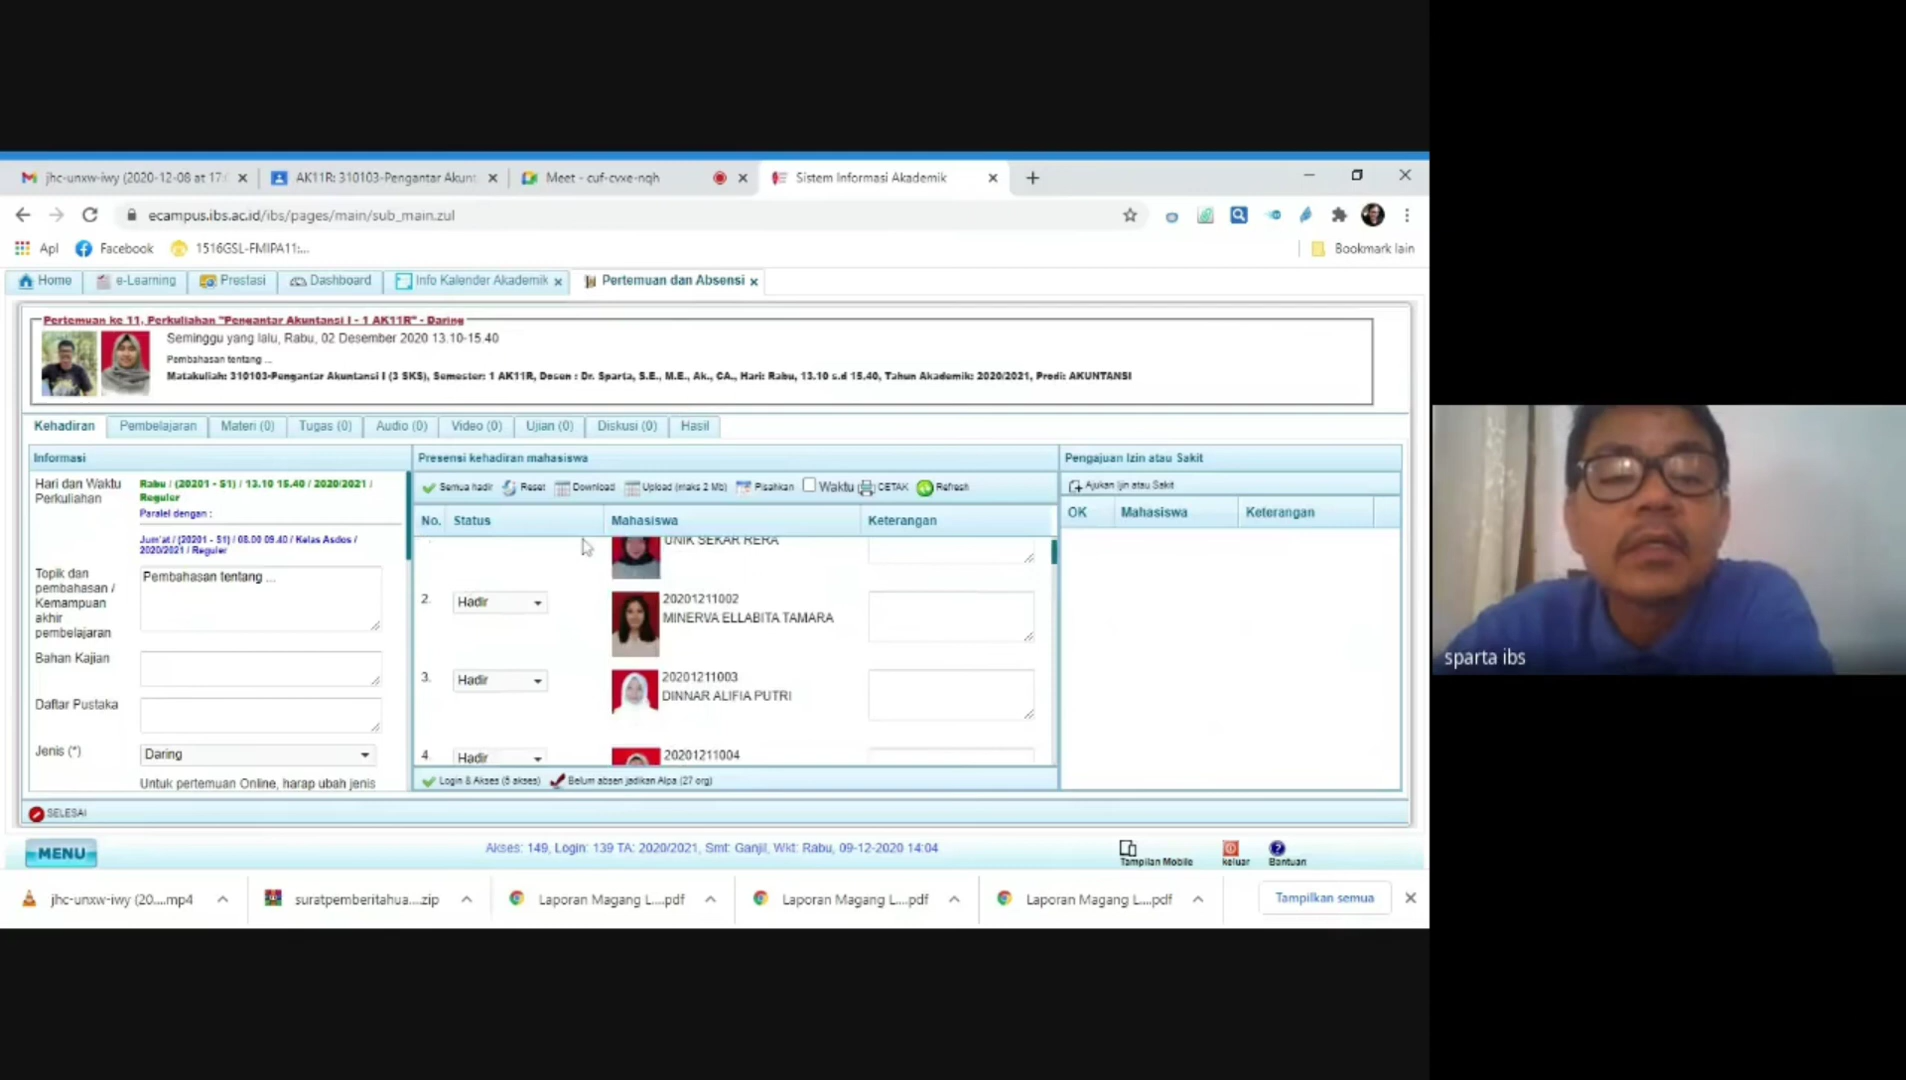 jhc-unxw-iwy (2020-12-08 at 17:
AK11R: 310103-Pengantar Akunt
Meet - cuf-cvxe-nqh
Sistem Informasi Akademik
ecampus.ibs.ac.id/ibs/pages/main/sub_main.zul
Apl
Facebook
1516GSL-FMIPA11:...
Bookmark lain
Home
e-Learning
Prestasi
Dashboard
Info Kalender Akademik
Pertemuan dan Absensi
Pertemuan ke 11, Perkuliahan "Pengantar Akuntansi I - 1 AK11R" - Daring
Seminggu yang lalu, Rabu, 02 Desember 2020 13.10-15.40
Pembahasan tentang ...
Matakuliah: 310103-Pengantar Akuntansi I (3 SKS), Semester: 1 AK11R, Dosen : Dr. Sparta, S.E., M.E., Ak., CA., Hari: Rabu, 13.10 s.d 15.40, Tahun Akademik: 2020/2021, Prodi: AKUNTANSI
Kehadiran
Pembelajaran
Materi (0)
Tugas (0)
Audio (0)
Video (0)
Ujian (0)
Diskusi (0)
Hasil
Informasi
Hari dan Waktu
Perkuliahan
Rabu / (20201 - S1) / 13.10 15.40 / 2020/2021 /
Reguler
Paralel dengan :
Jum'at / (20201 - S1) / 08.00 09.40 / Kelas Asdos /
2020/2021 / Reguler
Topik dan
pembahasan /
Kemampuan
akhir
pembelajaran
Pembahasan tentang ...
Bahan Kajian
Daftar Pustaka
Jenis (*)
Daring
Untuk pertemuan Online, harap ubah jenis
Presensi kehadiran mahasiswa
Semua hadir
Reset
Download
Upload (maks 2 Mb)
Pisahkan
Waktu
CETAK
Refresh
No.
Status
Mahasiswa
Keterangan
UNIK SEKAR RERA
2.
Hadir
20201211002
MINERVA ELLABITA TAMARA
3.
Hadir
20201211003
DINNAR ALIFIA PUTRI
4.
Hadir
20201211004
Login & Akses (5 akses)
Belum absen jadikan Alpa (27 org)
Pengajuan Izin atau Sakit
Ajukan Ijin atau Sakit
OK
Mahasiswa
Keterangan
SELESAI
MENU
Akses: 149, Login: 139 TA: 2020/2021, Smt: Ganjil, Wkt: Rabu, 09-12-2020 14:04
Tampilan Mobile
keluar
Bantuan
jhc-unxw-iwy (20....mp4
suratpemberitahua....zip
Laporan Magang L....pdf
Laporan Magang L....pdf
Laporan Magang L....pdf
Tampilkan semua
sparta ibs